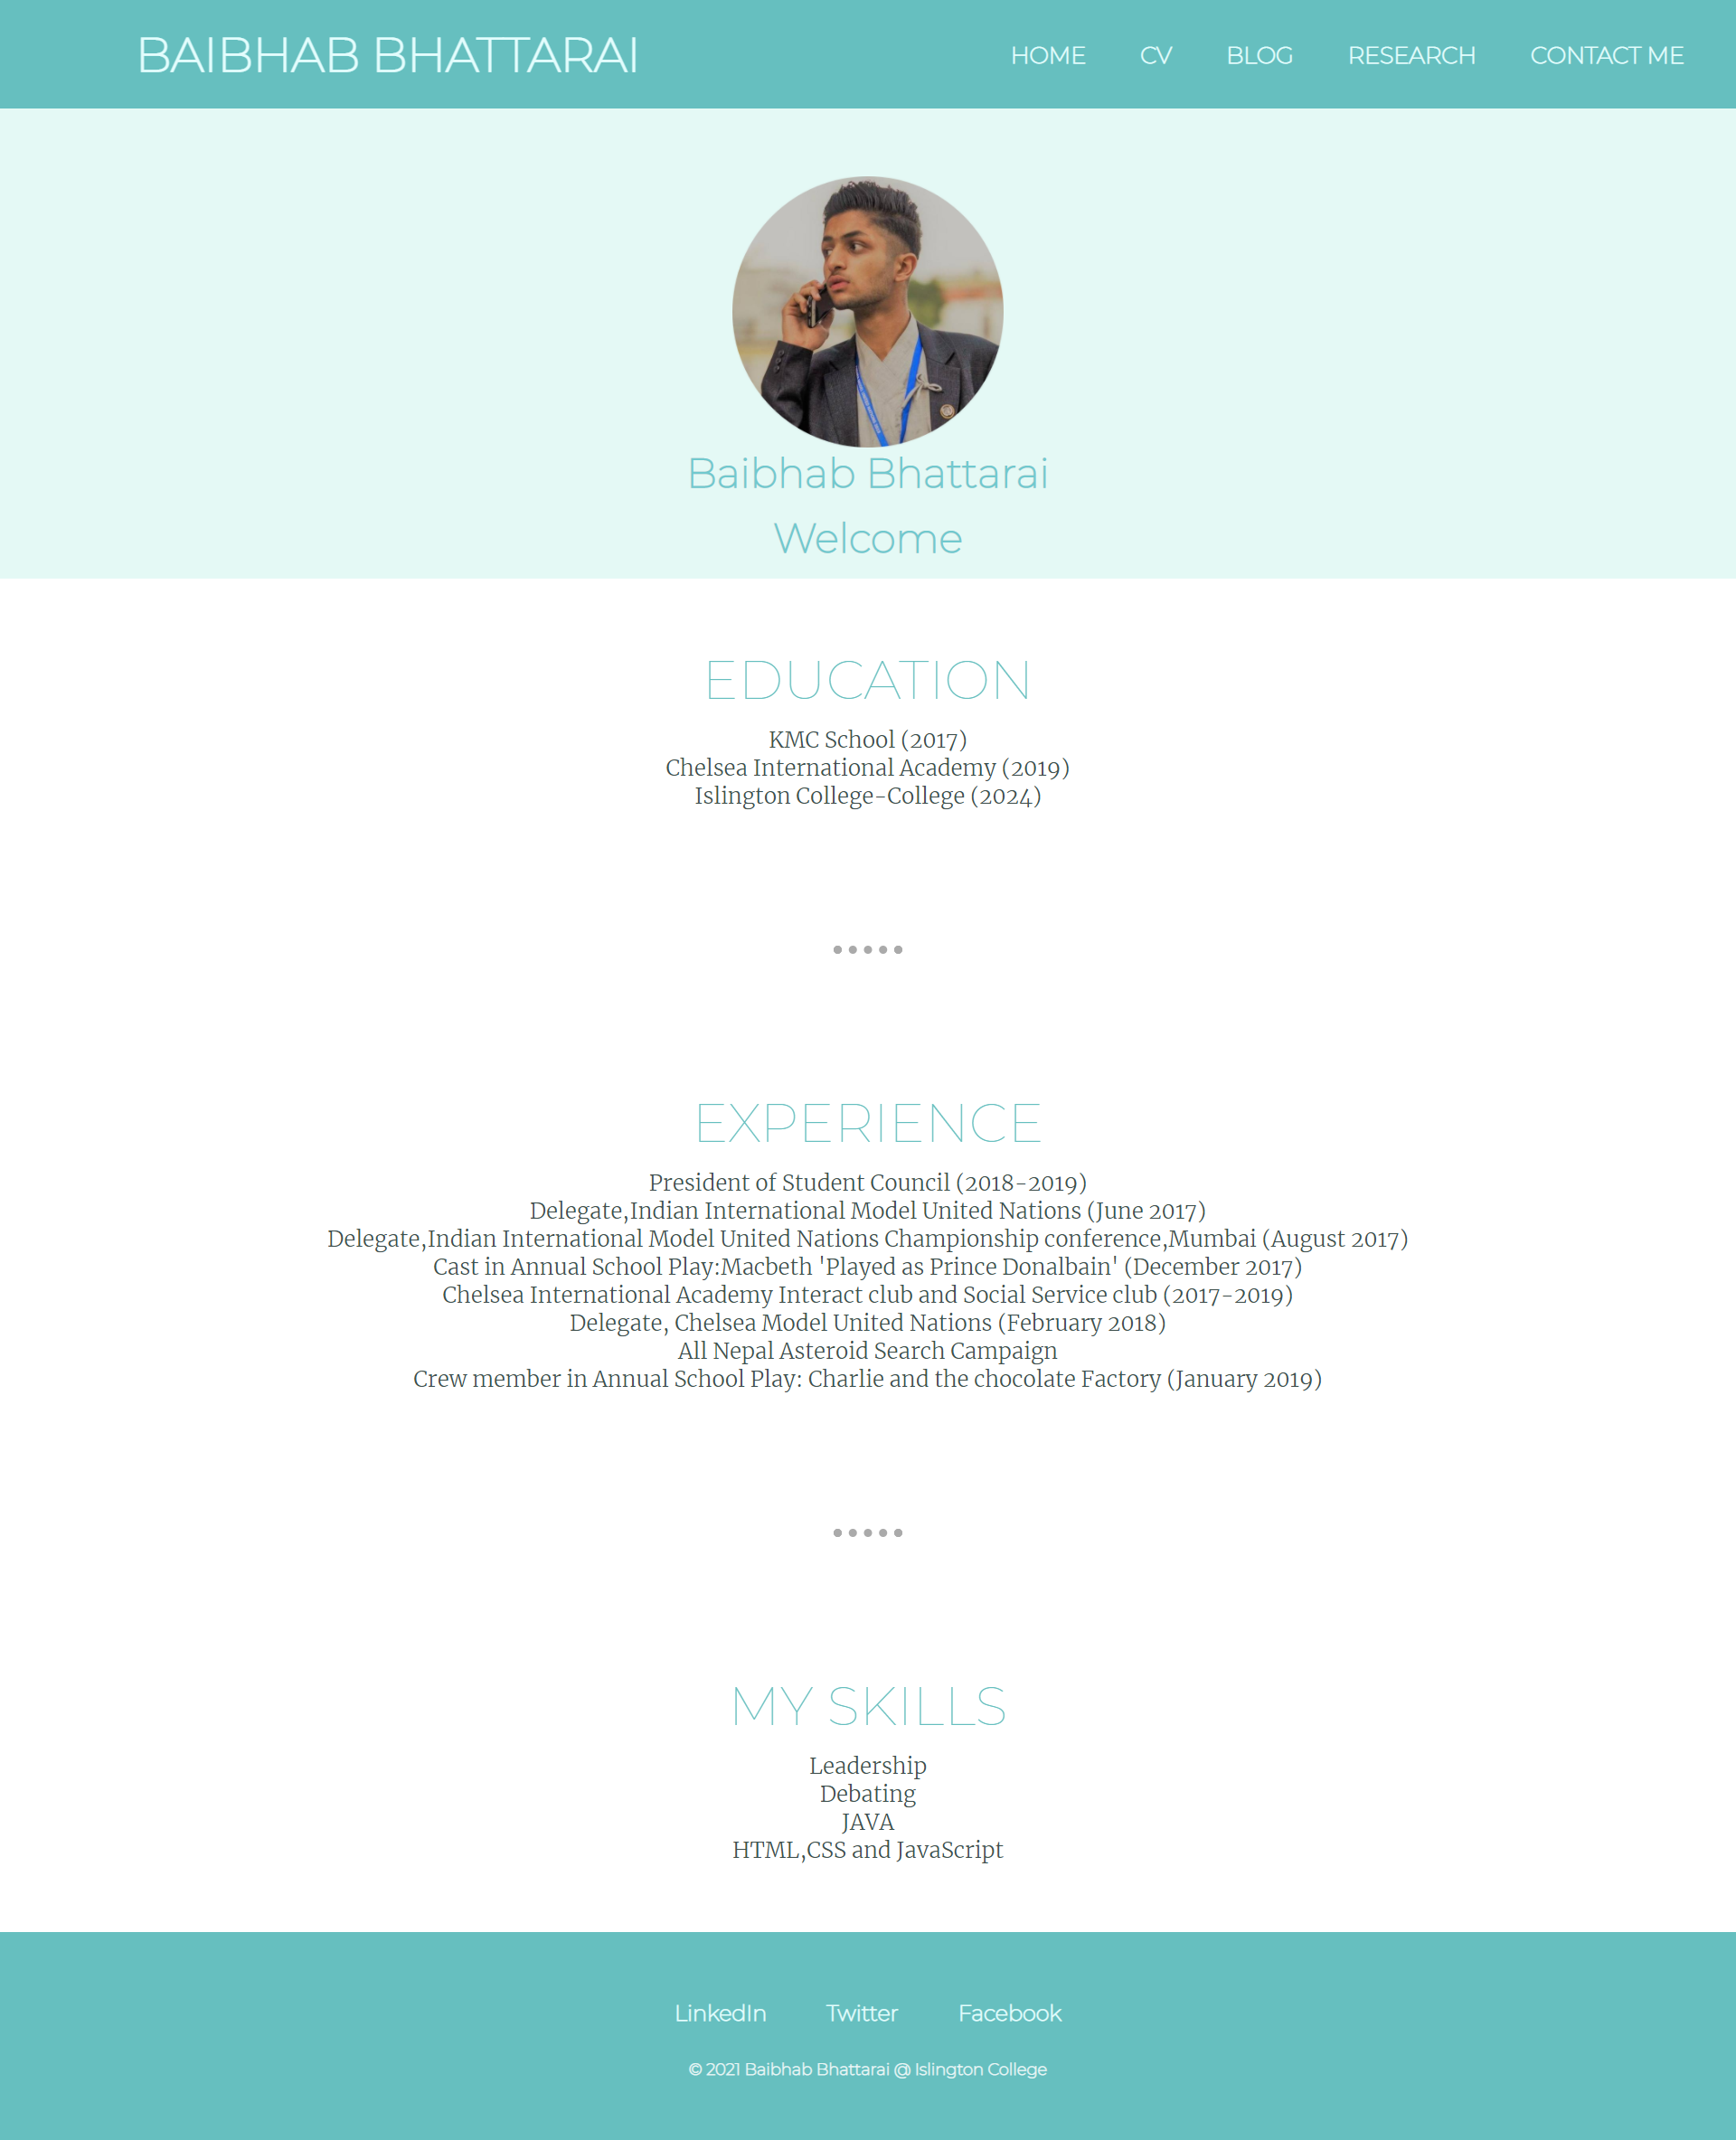 BAIBHAB BHATTARAI
HOME CV BLOG RESEARCH CONTACT ME
Baibhab Bhattarai
Welcome
EDUCATION
KMC School (2017)
Chelsea International Academy (2019)
Islington College-College (2024)
EXPERIENCE
President of Student Council (2018-2019)
Delegate,Indian International Model United Nations (June 2017)
Delegate,Indian International Model United Nations Championship conference,Mumbai (August 2017)
Cast in Annual School Play:Macbeth 'Played as Prince Donalbain' (December 2017)
Chelsea International Academy Interact club and Social Service club (2017-2019)
Delegate, Chelsea Model United Nations (February 2018)
All Nepal Asteroid Search Campaign
Crew member in Annual School Play: Charlie and the chocolate Factory (January 2019)
MY SKILLS
Leadership
Debating
JAVA
HTML,CSS and JavaScript
LinkedIn Twitter Facebook
© 2021 Baibhab Bhattarai @ Islington College